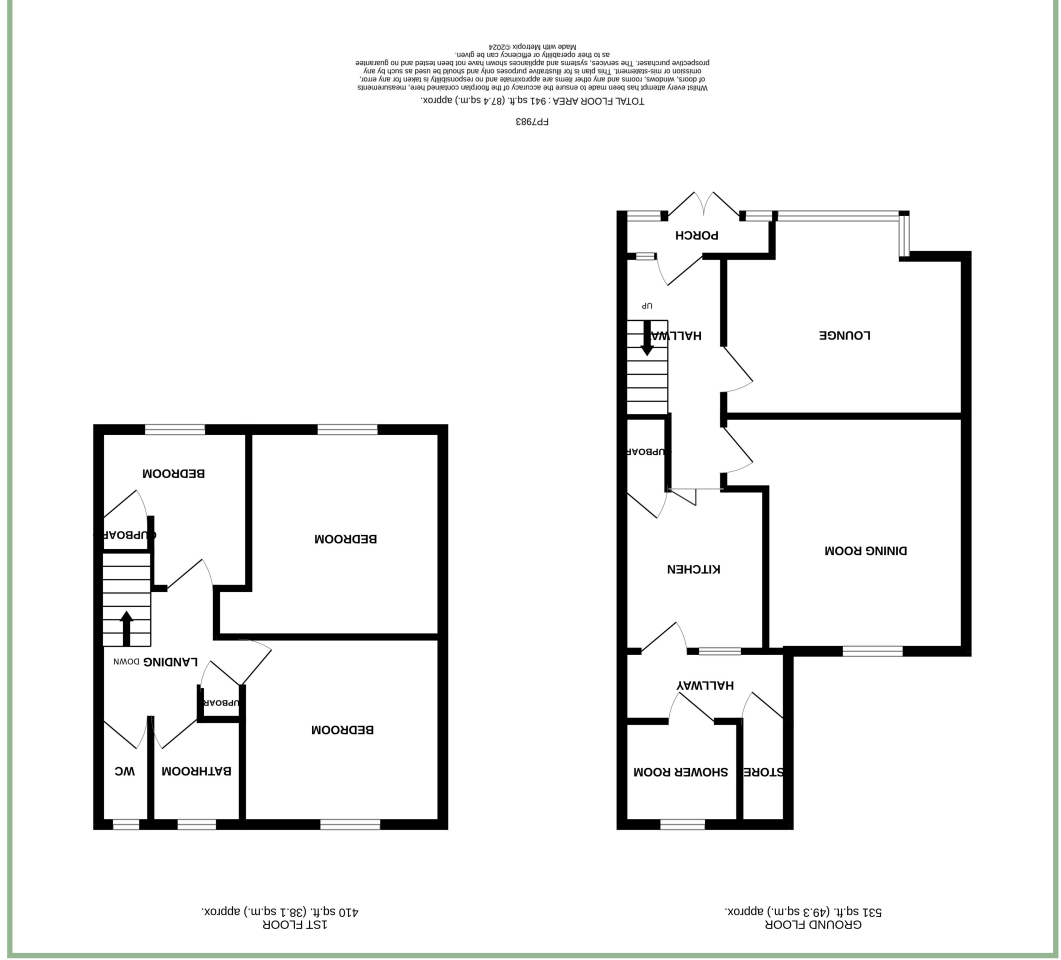 GROUND FLOOR
531 sq.ft. (49.3 sq.m.) approx.
STORE
SHOWER ROOM
HALLWAY
DINING ROOM
KITCHEN
UPBOAR
LOUNGE
HALLWAY
UP
PORCH
1ST FLOOR
410 sq.ft. (38.1 sq.m.) approx.
BEDROOM
BATHROOM
WC
UPBOAR
LANDING
DOWN
BEDROOM
CUPBOARD
BEDROOM
FP7983
TOTAL FLOOR AREA : 941 sq.ft. (87.4 sq.m.) approx.
Whilst every attempt has been made to ensure the accuracy of the floorplan contained here, measurements
of doors, windows, rooms and any other items are approximate and no responsibility is taken for any error,
omission or mis-statement. This plan is for illustrative purposes only and should be used as such by any
prospective purchaser. The services, systems and appliances shown have not been tested and no guarantee
as to their operability or efficiency can be given.
Made with Metropix ©2024